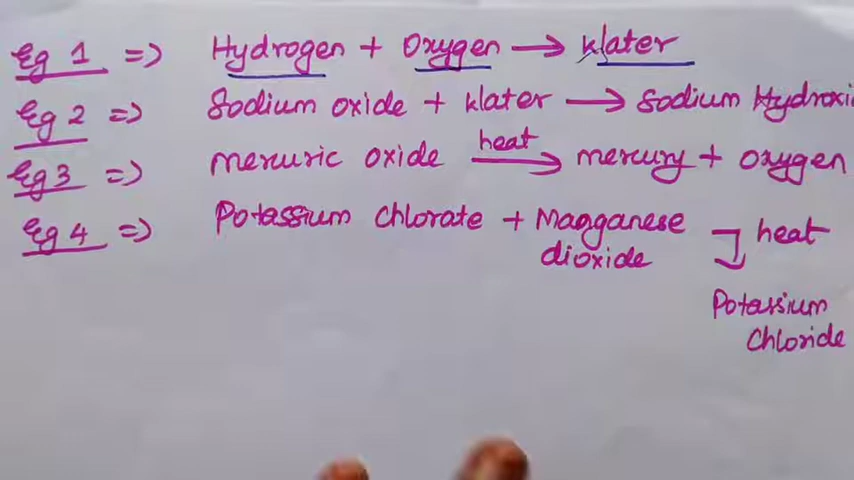 Eg 1 => Hydrogen + Oxygen → Water
Eg 2 => Sodium oxide + Water → Sodium Hydroxi
Eg 3 => mercuric oxide heat → mercury + oxygen
Eg 4 => Potassium chlorate + Manganese dioxide heat
Potassium
Chloride